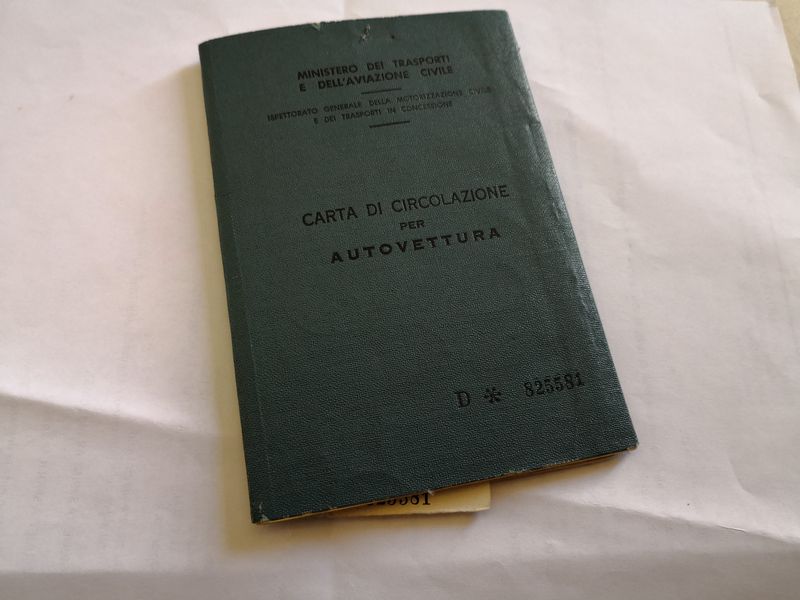 MINISTERO DEI TRASPORTI
E DELL'AVIAZIONE CIVILE
ISPETTORATO GENERALE DELLA MOTORIZZAZIONE CIVILE
E DEI TRASPORTI IN CONCESSIONE
CARTA DI CIRCOLAZIONE
PER
AUTOVETTURA
D * 825581